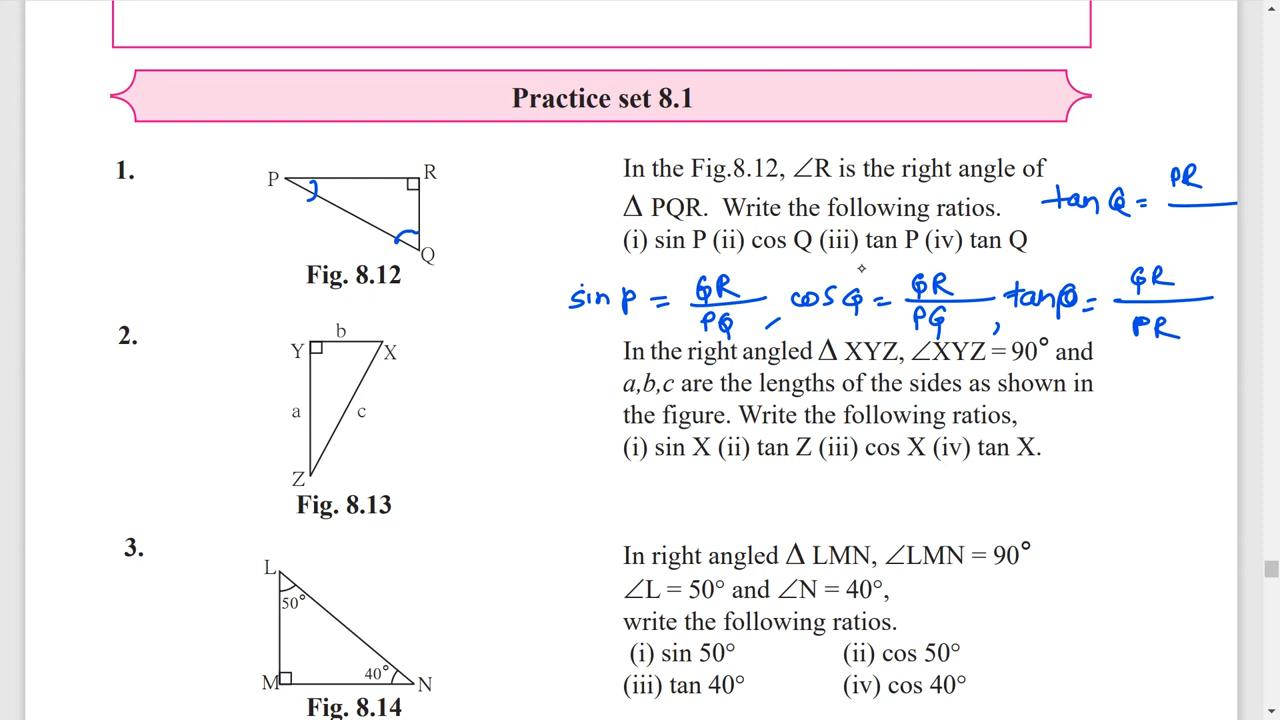 Practice set 8.1
1.
P
R
Q
Fig. 8.12
In the Fig.8.12, ∠R is the right angle of
Δ PQR. Write the following ratios.
(i) sin P (ii) cos Q (iii) tan P (iv) tan Q
tan Q = PR
sin P = QR/PQ, cos Q = QR/PQ, tan P = QR/PR
2.
b
Y
X
a
c
Z
Fig. 8.13
In the right angled Δ XYZ, ∠XYZ = 90° and
a,b,c are the lengths of the sides as shown in
the figure. Write the following ratios,
(i) sin X (ii) tan Z (iii) cos X (iv) tan X.
3.
L
50°
M
40°
N
Fig. 8.14
In right angled Δ LMN, ∠LMN = 90°
∠L = 50° and ∠N = 40°,
write the following ratios.
(i) sin 50° (ii) cos 50°
(iii) tan 40° (iv) cos 40°